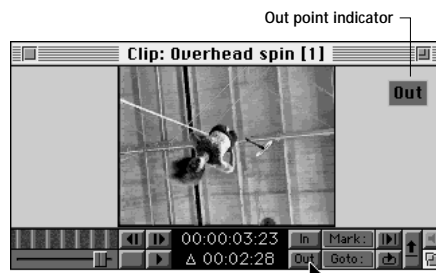 Out point indicator
Clip: Overhead spin [1]
Out
00:00:03:23 In Mark:
Δ 00:02:28 Out Goto: